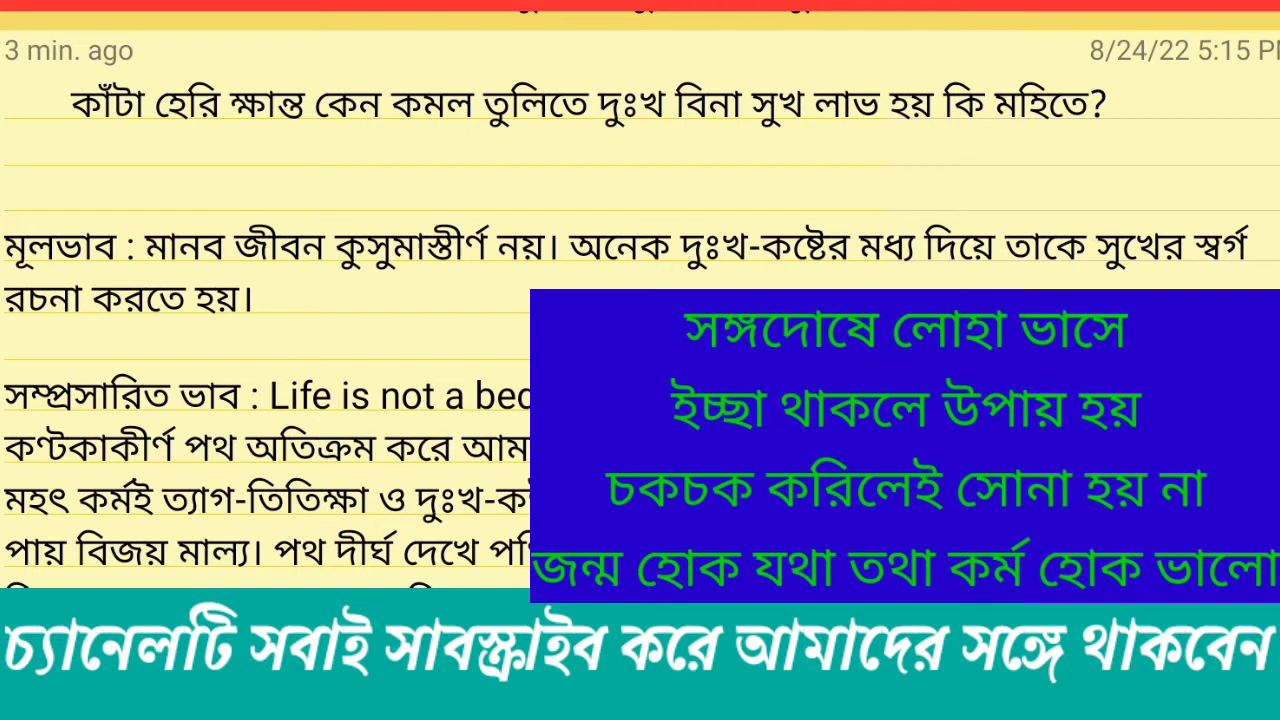 3 min. ago 8/24/22 5:15
কাঁটা হেরি ক্ষান্ত কেন কমল তুলিতে দুঃখ বিনা সুখ লাভ হয় কি মহিতে?
মূলভাব : মানব জীবন কুসুমাস্তীর্ণ নয়। অনেক দুঃখ-কষ্টের মধ্য দিয়ে তাকে সুখের স্বর্গ
রচনা করতে হয়।
সম্প্রসারিত ভাব : Life is not a bed
কণ্টকাকীর্ণ পথ অতিক্রম করে
মহৎ কর্মই ত্যাগ-তিতিক্ষা ও
পায় বিজয় মাল্য। পথ দীর্ঘ দেখে
সঙ্গদোষে লোহা ভাসে
ইচ্ছা থাকলে উপায় হয়
চকচক করিলেই সোনা হয় না
জন্ম হোক যথা তথা কর্ম হোক ভালো
চ্যানেলটি সবাই সাবস্ক্রাইব করে আমাদের সঙ্গে থাকবেন